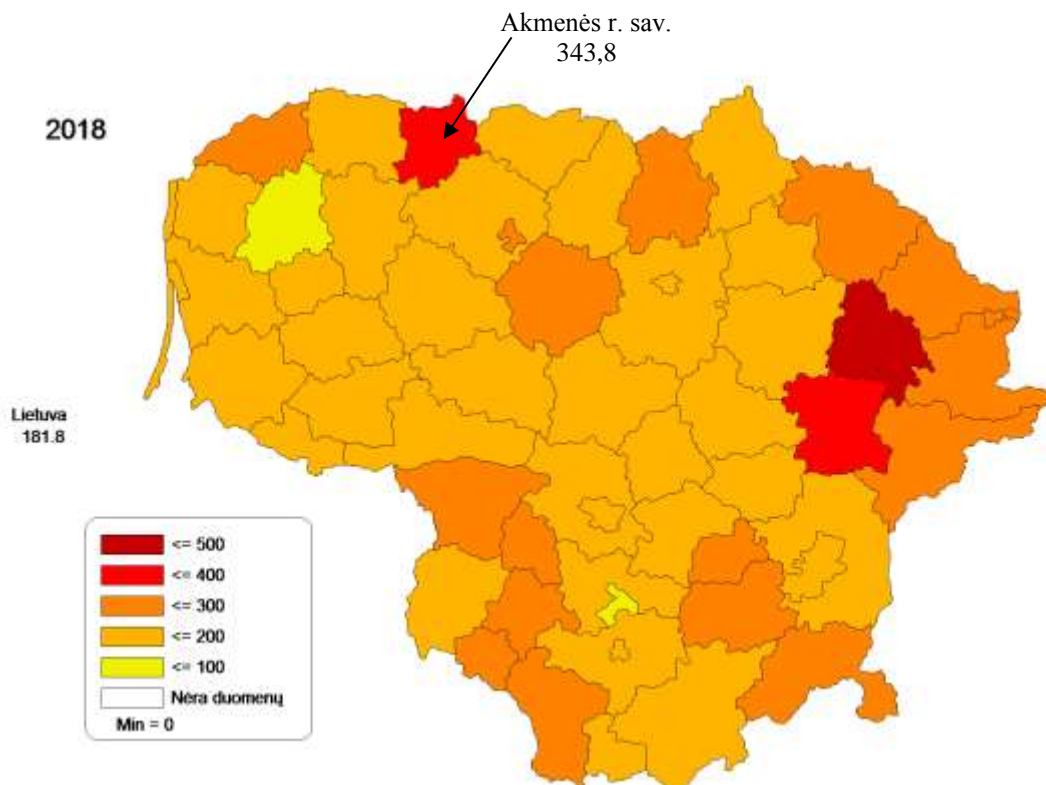 Akmenės r. sav.
343,8
2018
Lietuva
181.8
<= 500
<= 400
<= 300
<= 200
<= 100
Nėra duomenų
Min = 0